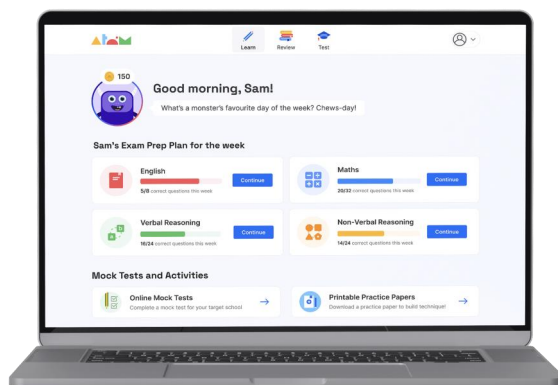 Atom
Learn
Review
Test
150
Good morning, Sam!
What's a monster's favourite day of the week? Chews-day!
Sam's Exam Prep Plan for the week
English
5/8 correct questions this week
Continue
Maths
20/32 correct questions this week
Continue
Verbal Reasoning
16/24 correct questions this week
Continue
Non-Verbal Reasoning
14/24 correct questions this week
Continue
Mock Tests and Activities
Online Mock Tests
Complete a mock test for your target school
Printable Practice Papers
Download a practice paper to build technique!